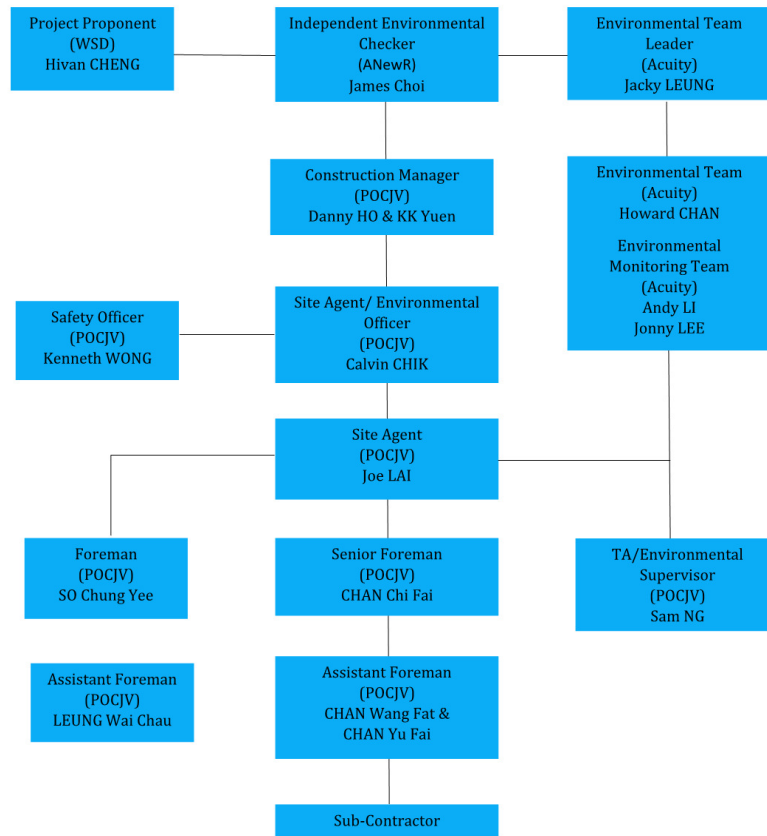 Project Proponent
(WSD)
Hivan CHENG
Independent Environmental
Checker
(ANewR)
James Choi
Environmental Team
Leader
(Acuity)
Jacky LEUNG
Construction Manager
(POCJV)
Danny HO & KK Yuen
Environmental Team
(Acuity)
Howard CHAN
Environmental
Monitoring Team
(Acuity)
Andy LI
Jonny LEE
Safety Officer
(POCJV)
Kenneth WONG
Site Agent/ Environmental
Officer
(POCJV)
Calvin CHIK
Site Agent
(POCJV)
Joe LAI
Foreman
(POCJV)
SO Chung Yee
Senior Foreman
(POCJV)
CHAN Chi Fai
TA/Environmental
Supervisor
(POCJV)
Sam NG
Assistant Foreman
(POCJV)
LEUNG Wai Chau
Assistant Foreman
(POCJV)
CHAN Wang Fat &
CHAN Yu Fai
Sub-Contractor